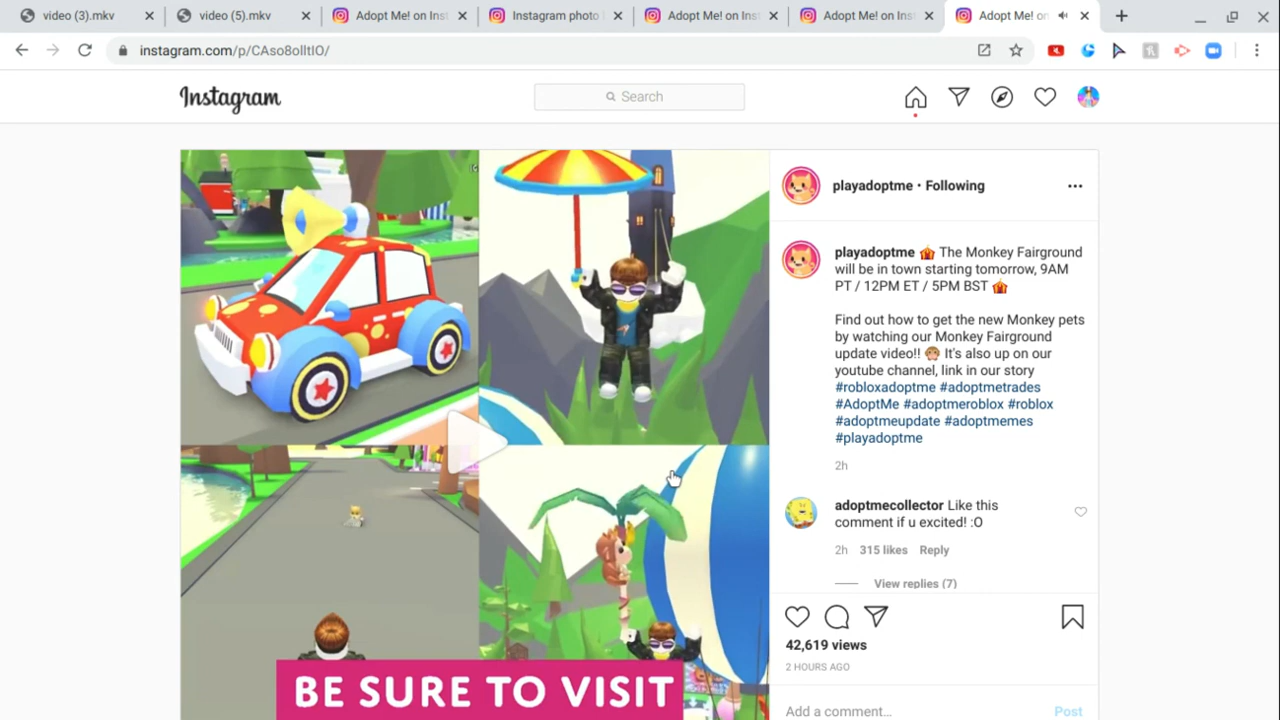 video (3).mkv
video (5).mkv
Adopt Me! on Ins
Instagram photo
Adopt Me! on Ins
Adopt Me! on Ins
Adopt Me! on
instagram.com/p/CAso8olltIO/
Instagram
Search
playadoptme • Following
playadoptme 🎪 The Monkey Fairground
will be in town starting tomorrow, 9AM
PT / 12PM ET / 5PM BST 🎪
Find out how to get the new Monkey pets
by watching our Monkey Fairground
update video!! 🐵 It's also up on our
youtube channel, link in our story
#robloxadoptme #adoptmetrades
#AdoptMe #adoptmeroblox #roblox
#adoptmeupdate #adoptmemes
#playadoptme
2h
adoptmecollector Like this
comment if u excited! :O
2h 315 likes Reply
View replies (7)
42,619 views
2 HOURS AGO
Add a comment...
Post
BE SURE TO VISIT